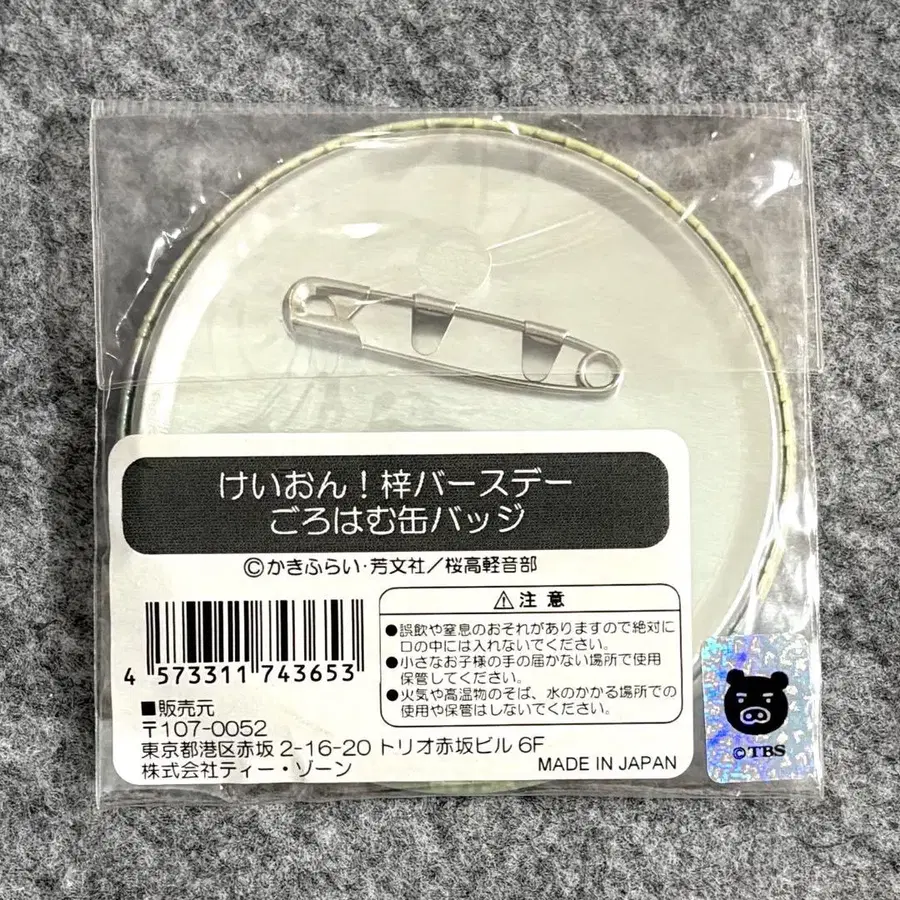 けいおん！梓バースデー
ごろはむ缶バッジ
©かきふらい・芳文社／桜高軽音部
4 573311 743653
⚠注意
●誤飲や窒息のおそれがありますので絶対に
口の中には入れないでください。
●小さなお子様の手の届かない場所で使用
保管してください。
●火気や高温物のそば、水のかかる場所での
使用や保管はしないでください。
■販売元
〒107-0052
東京都港区赤坂 2-16-20 トリオ赤坂ビル 6F
株式会社ティー・ゾーン
MADE IN JAPAN
©TBS